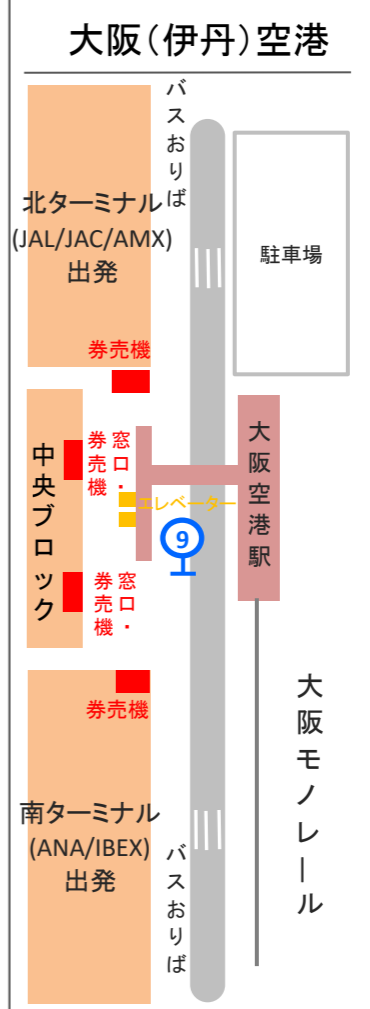 大阪（伊丹）空港
バスおりば
北ターミナル
(JAL/JAC/AMX)
出発
駐車場
券売機
中央ブロック
窓口・
券売機
大阪空港駅
エレベーター
9
窓口・
券売機
券売機
大阪モノレール
南ターミナル
(ANA/IBEX)
出発
バスおりば